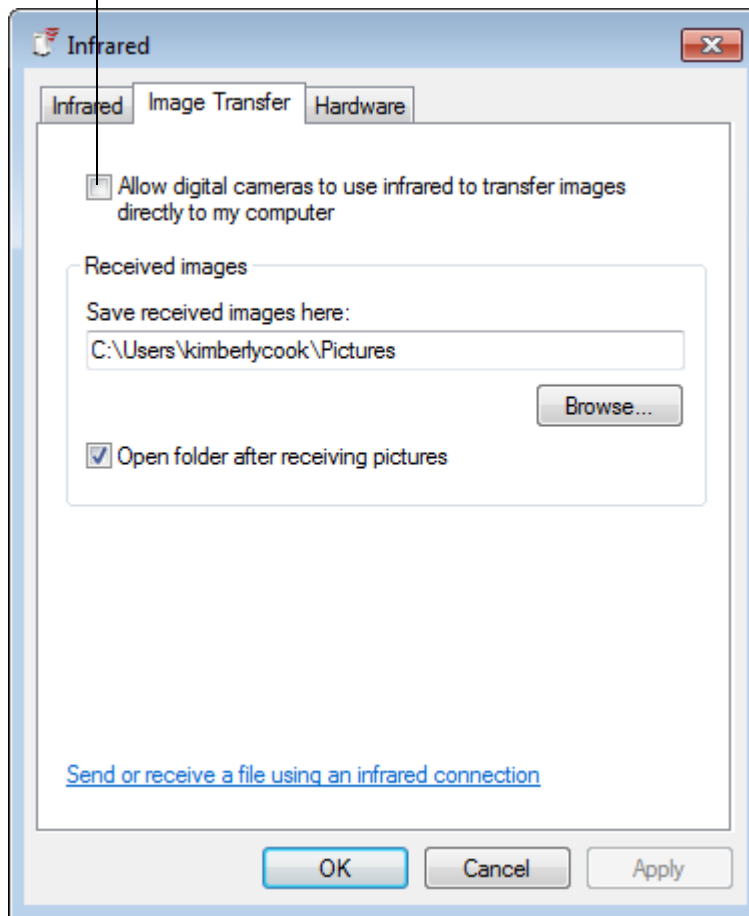 Infrared
Infrared Image Transfer Hardware
Allow digital cameras to use infrared to transfer images
directly to my computer
Received images
Save received images here:
C:\Users\kimberlycook\Pictures
Browse...
Open folder after receiving pictures
Send or receive a file using an infrared connection
OK Cancel Apply